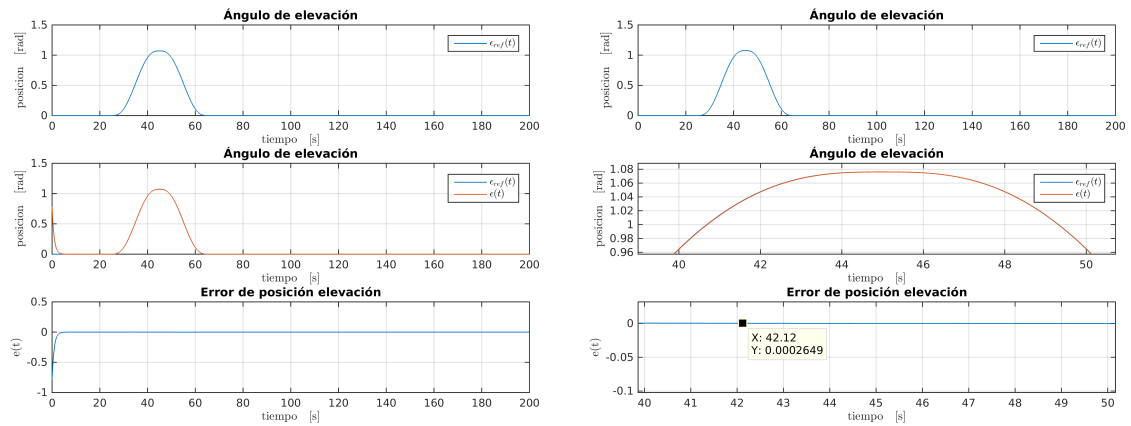 Ángulo de elevación
1.5
1
0.5
0
posicion [rad]
ϵref(t)
0 20 40 60 80 100 120 140 160 180 200
tiempo [s]
Ángulo de elevación
1.5
1
0.5
0
posicion [rad]
ϵref(t)
ϵ(t)
0 20 40 60 80 100 120 140 160 180 200
tiempo [s]
Error de posición elevación
0.5
0
-0.5
-1
e(t)
0 20 40 60 80 100 120 140 160 180 200
tiempo [s]
Ángulo de elevación
1.5
1
0.5
0
posicion [rad]
ϵref(t)
0 20 40 60 80 100 120 140 160 180 200
tiempo [s]
Ángulo de elevación
1.08
1.06
1.04
1.02
1
0.98
0.96
posicion [rad]
ϵref(t)
ϵ(t)
40 42 44 46 48 50
tiempo [s]
Error de posición elevación
0
-0.05
-0.1
e(t)
X: 42.12
Y: 0.0002649
40 41 42 43 44 45 46 47 48 49 50
tiempo [s]